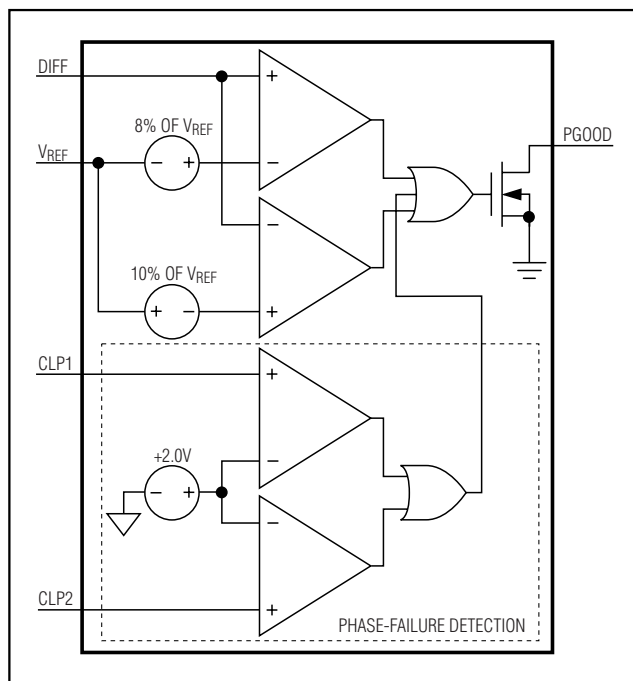 DIFF
+
8% OF VREF
PGOOD
VREF
- +
-
-
10% OF VREF
+ -
+
CLP1
+
+2.0V
-
- +
-
CLP2
+
PHASE-FAILURE DETECTION